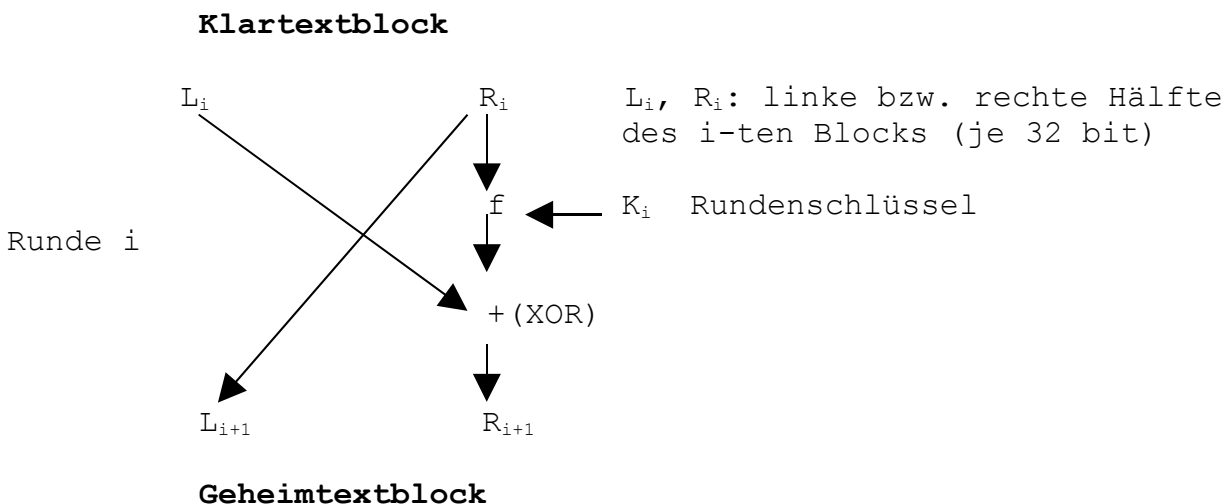 Klartextblock
Lᵢ Rᵢ Lᵢ, Rᵢ: linke bzw. rechte Hälfte
des i-ten Blocks (je 32 bit)
f Kᵢ Rundenschlüssel
Runde i
+(XOR)
Lᵢ₊₁ Rᵢ₊₁
Geheimtextblock